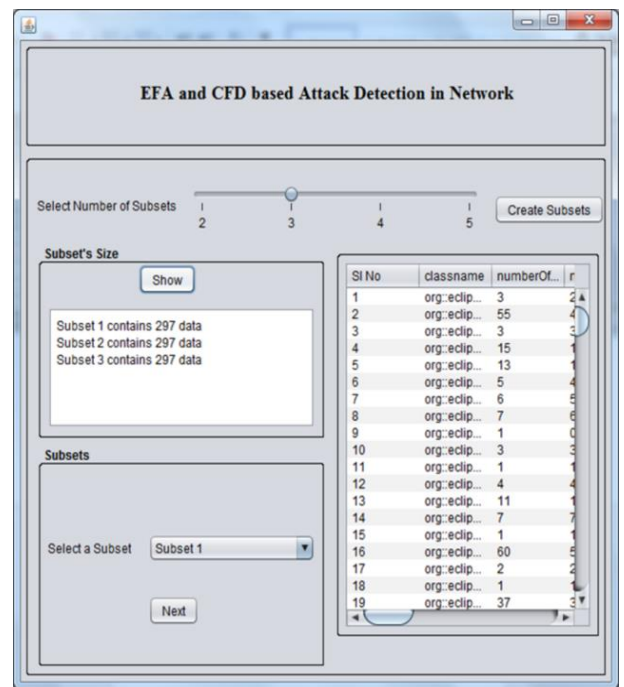 EFA and CFD based Attack Detection in Network
Select Number of Subsets
2 3 4 5
Create Subsets
Subset's Size
Show
Subset 1 contains 297 data
Subset 2 contains 297 data
Subset 3 contains 297 data
Subsets
Select a Subset Subset 1
Next
Sl No classname numberOf...
1 org::eclip... 3
2 org::eclip... 55
3 org::eclip... 3
4 org::eclip... 15
5 org::eclip... 13
6 org::eclip... 5
7 org::eclip... 6
8 org::eclip... 7
9 org::eclip... 1
10 org::eclip... 3
11 org::eclip... 1
12 org::eclip... 4
13 org::eclip... 11
14 org::eclip... 7
15 org::eclip... 1
16 org::eclip... 60
17 org::eclip... 2
18 org::eclip... 1
19 org::eclip... 37